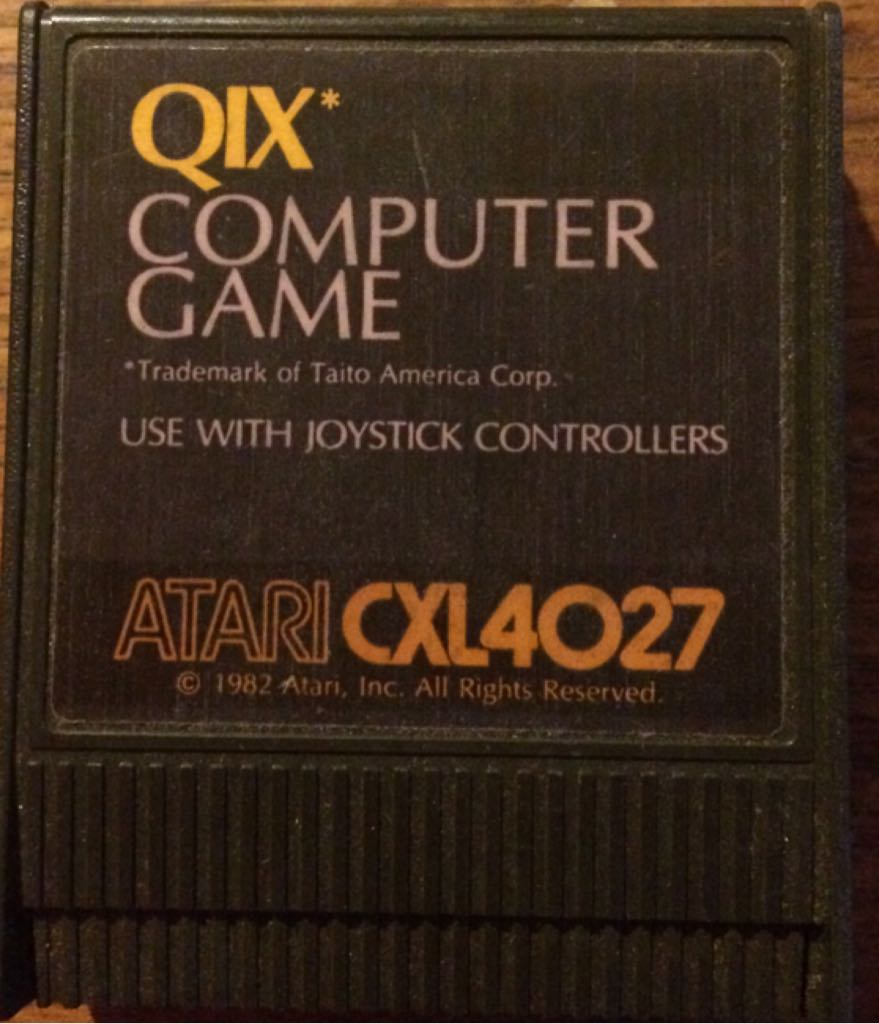 QIX*
COMPUTER
GAME
*Trademark of Taito America Corp.
USE WITH JOYSTICK CONTROLLERS
ATARI CXL4027
© 1982 Atari, Inc. All Rights Reserved.